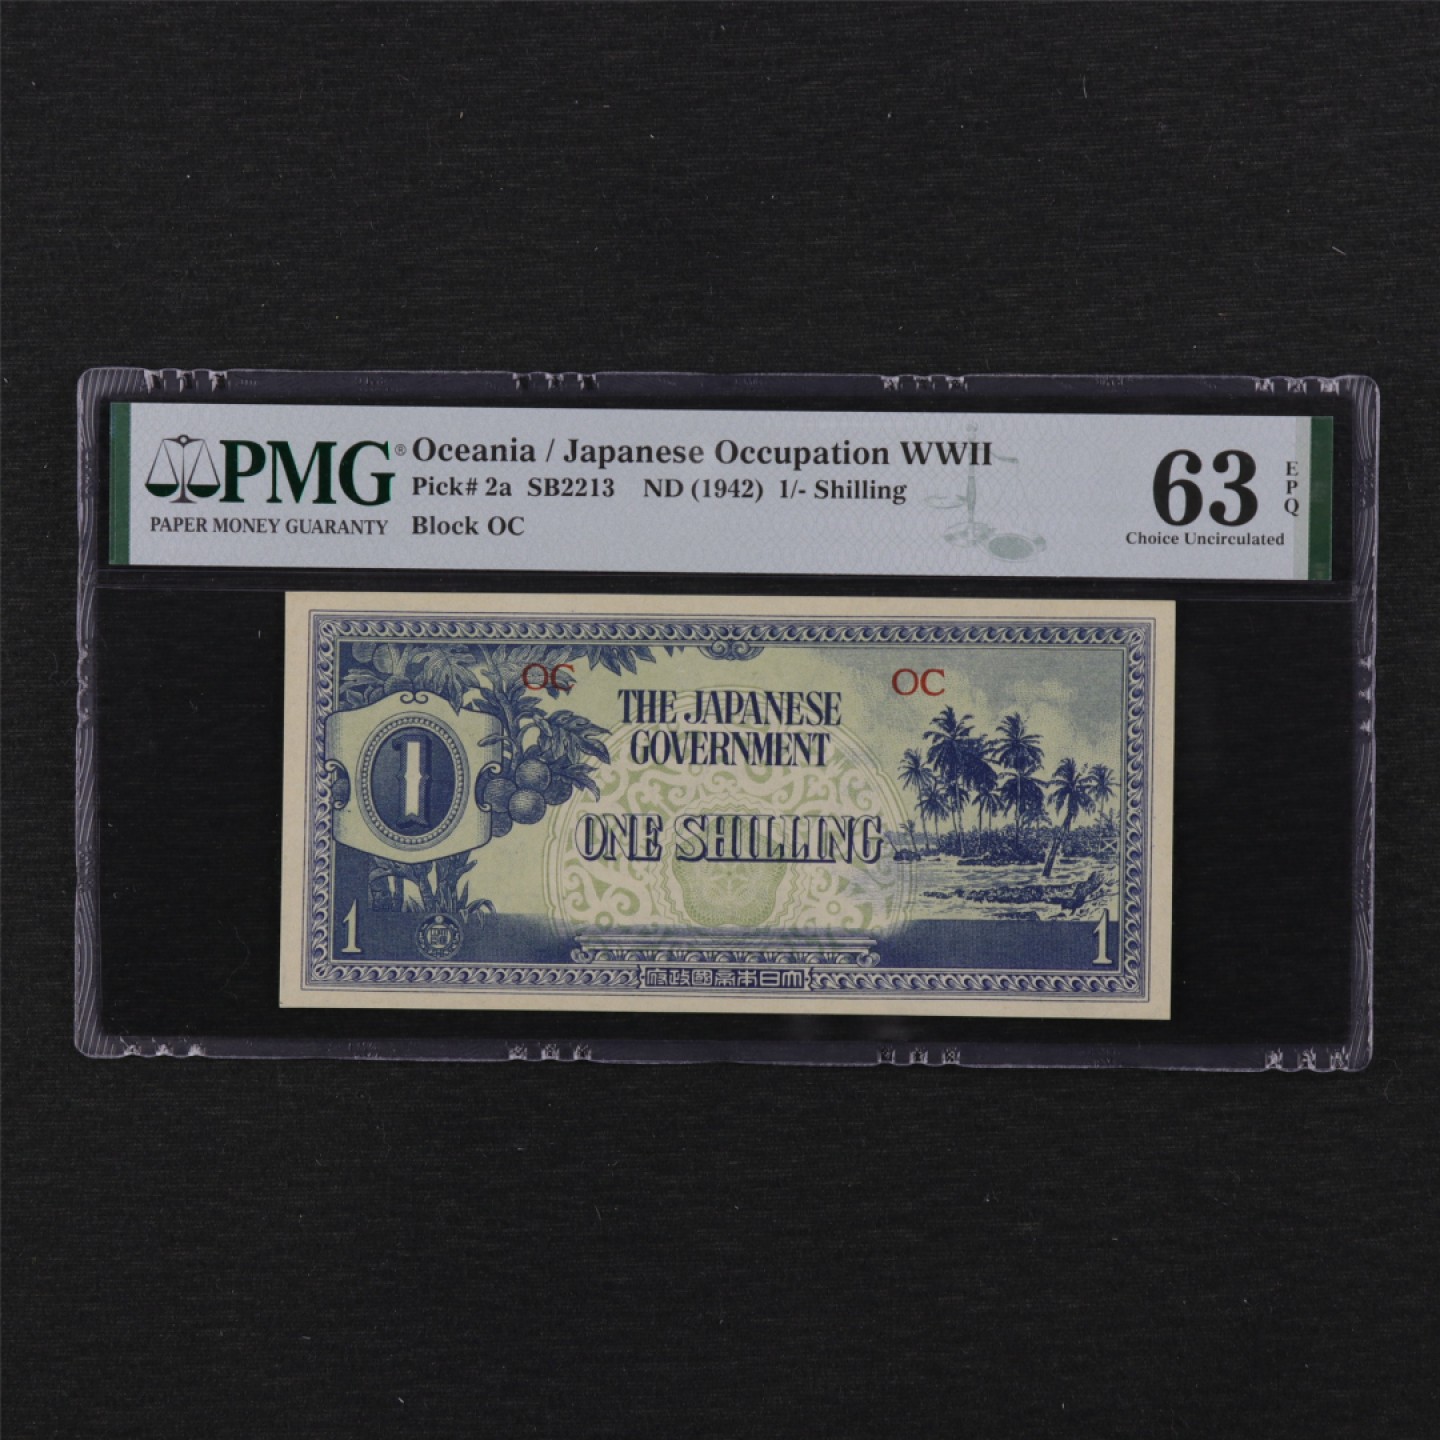 PMG®
PAPER MONEY GUARANTY
Oceania / Japanese Occupation WWII
Pick# 2a SB2213 ND (1942) 1/- Shilling
Block OC
63
EPQ
Choice Uncirculated
OC OC
THE JAPANESE
GOVERNMENT
1
ONE SHILLING
1 1
府政國帝本日大